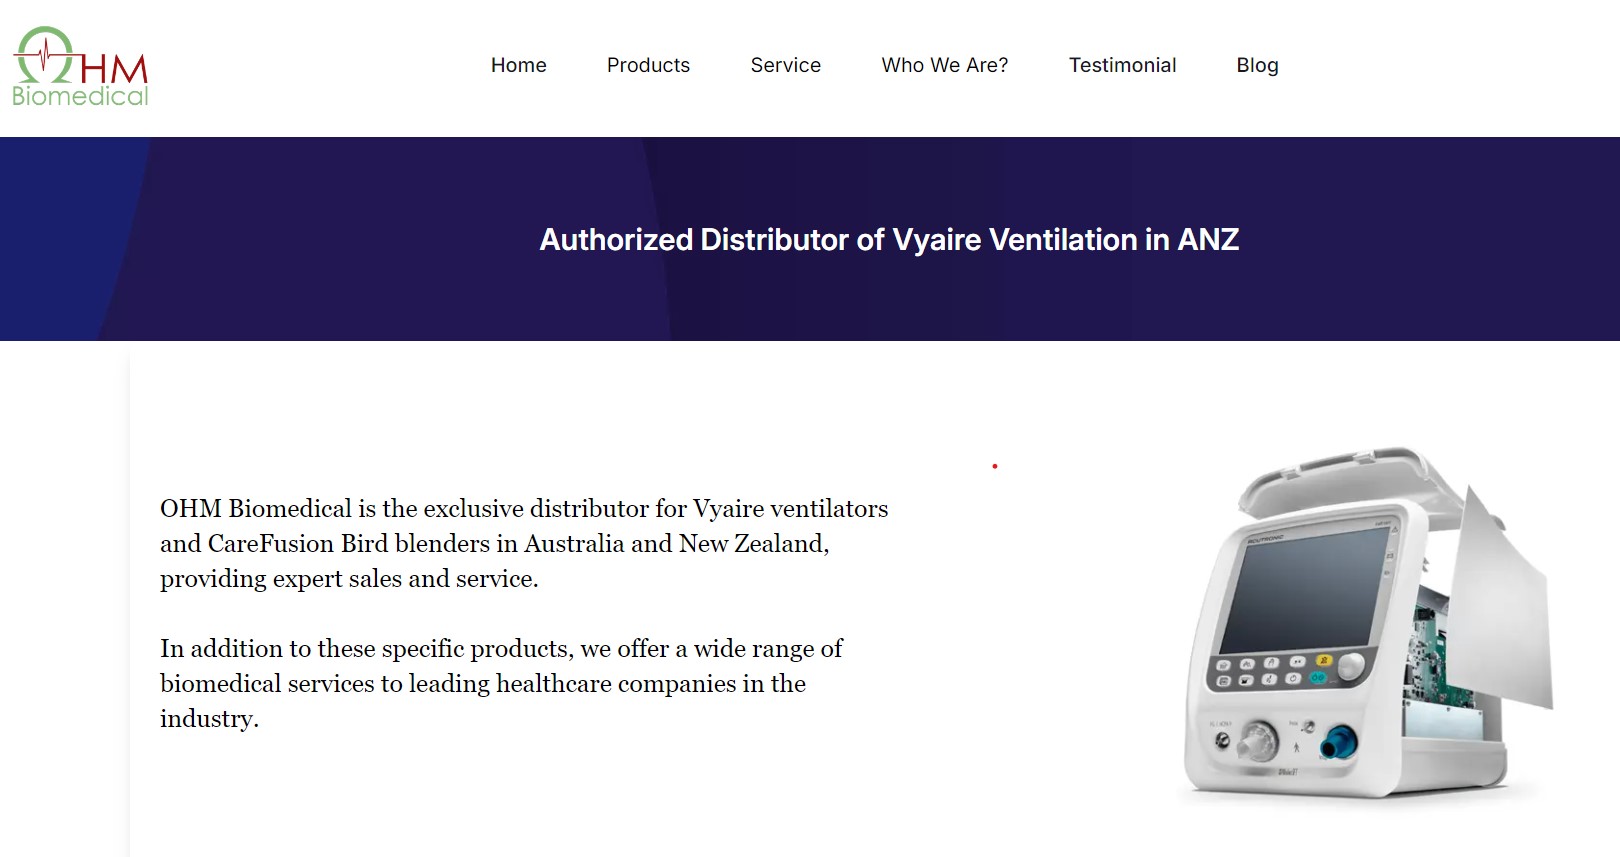 OHM
Biomedical
Home Products Service Who We Are? Testimonial Blog
Authorized Distributor of Vyaire Ventilation in ANZ
OHM Biomedical is the exclusive distributor for Vyaire ventilators
and CareFusion Bird blenders in Australia and New Zealand,
providing expert sales and service.
In addition to these specific products, we offer a wide range of
biomedical services to leading healthcare companies in the
industry.
ACUTRONIC